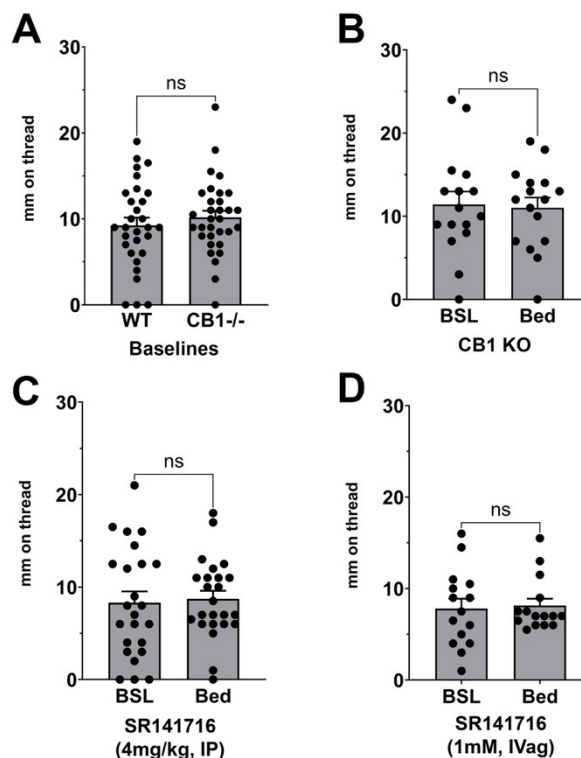 A
30
20
10
0
mm on thread
ns
WT CB1-/-
Baselines
B
30
20
10
0
mm on thread
ns
BSL Bed
CB1 KO
C
30
20
10
0
mm on thread
ns
BSL Bed
SR141716
(4mg/kg, IP)
D
30
20
10
0
mm on thread
ns
BSL Bed
SR141716
(1mM, IVag)